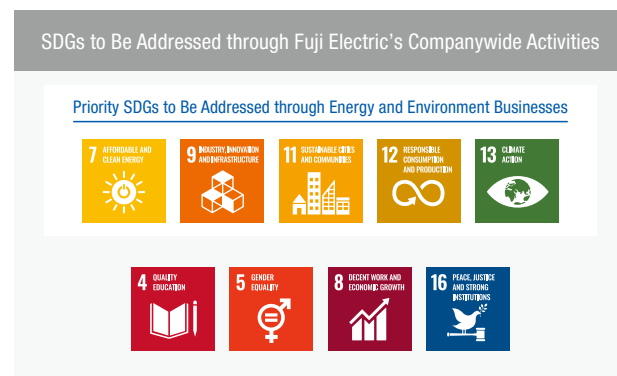 SDGs to Be Addressed through Fuji Electric's Companywide Activities
Priority SDGs to Be Addressed through Energy and Environment Businesses
7 AFFORDABLE AND
CLEAN ENERGY
9 INDUSTRY, INNOVATION
AND INFRASTRUCTURE
11 SUSTAINABLE CITIES
AND COMMUNITIES
12 RESPONSIBLE
CONSUMPTION
AND PRODUCTION
13 CLIMATE
ACTION
4 QUALITY
EDUCATION
5 GENDER
EQUALITY
8 DECENT WORK AND
ECONOMIC GROWTH
16 PEACE, JUSTICE
AND STRONG
INSTITUTIONS